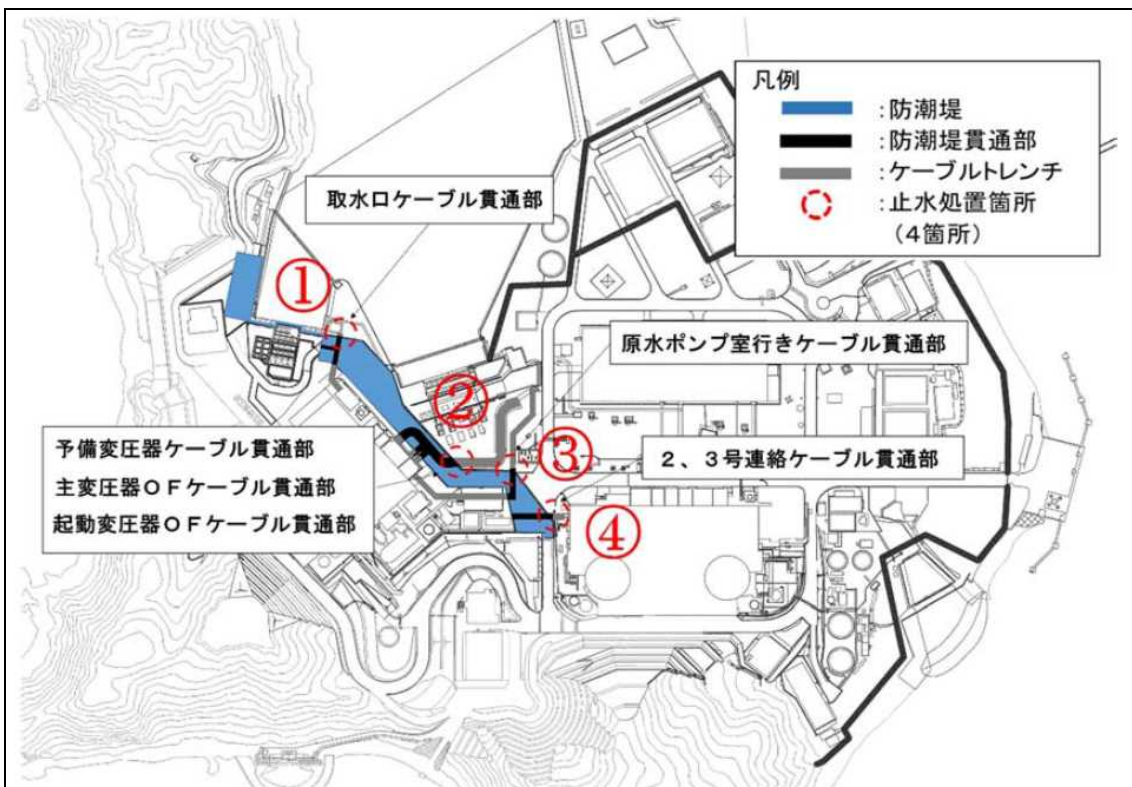 凡例
:防潮堤
:防潮堤貫通部
:ケーブルトレンチ
:止水処置箇所
(4箇所)
取水口ケーブル貫通部
①
原水ポンプ室行きケーブル貫通部
②
③
2、3号連絡ケーブル貫通部
予備変圧器ケーブル貫通部
主変圧器OFケーブル貫通部
起動変圧器OFケーブル貫通部
④